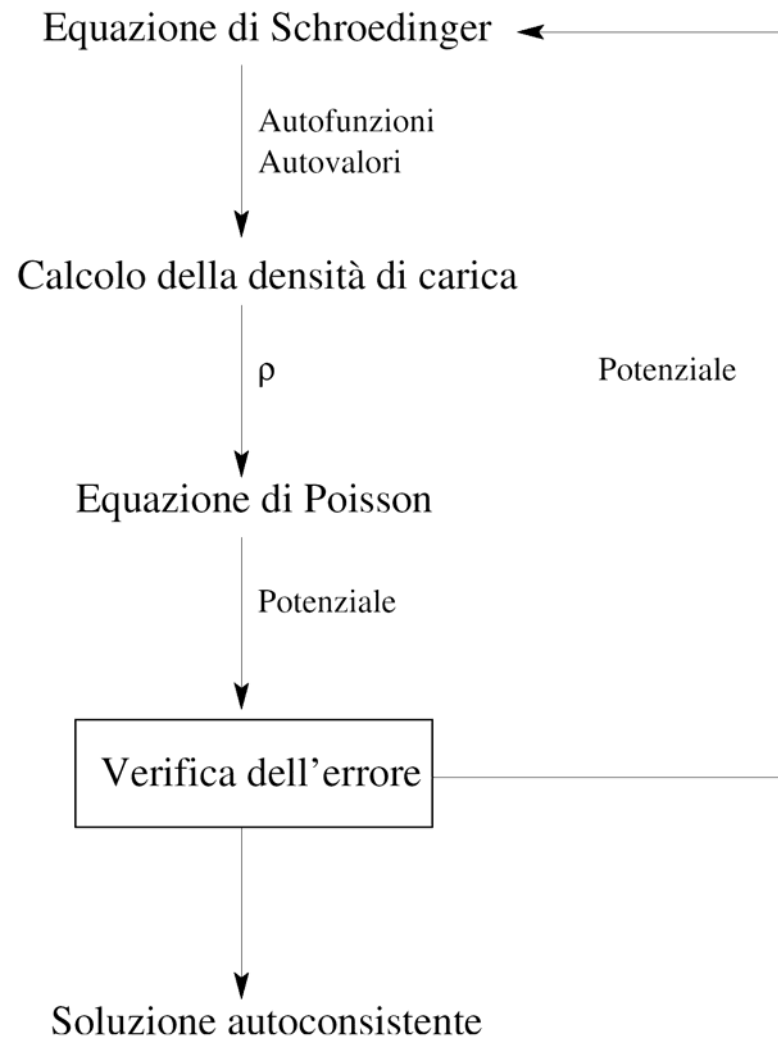 Equazione di Schroedinger
Autofunzioni
Autovalori
Calcolo della densità di carica
ρ
Potenziale
Equazione di Poisson
Potenziale
Verifica dell'errore
Soluzione autoconsistente